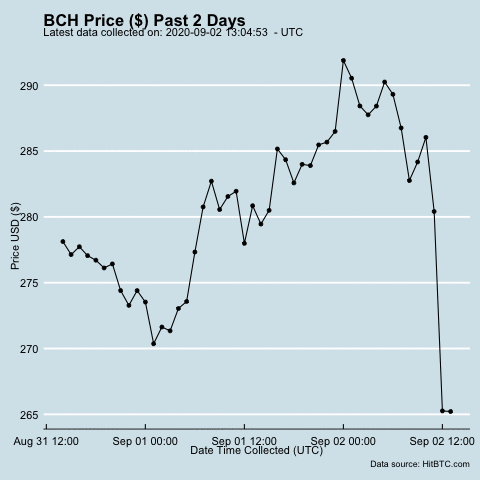 BCH Price ($) Past 2 Days
Latest data collected on: 2020-09-02 13:04:53 - UTC
290
285
280
275
270
265
Price USD ($)
Aug 31 12:00 Sep 01 00:00 Sep 01 12:00 Sep 02 00:00 Sep 02 12:00
Date Time Collected (UTC)
Data source: HitBTC.com